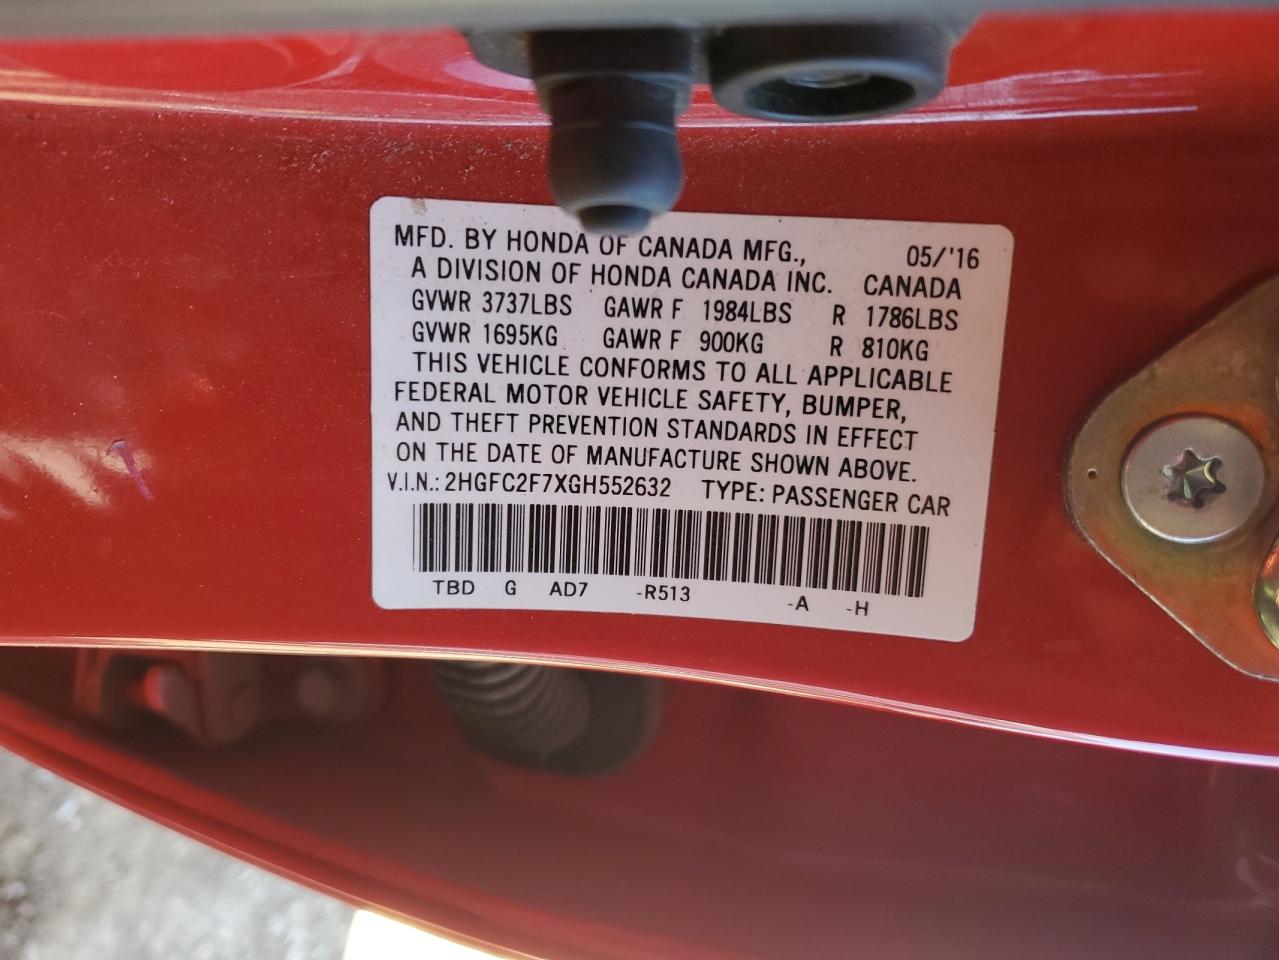 MFD. BY HONDA OF CANADA MFG., 05/'16
A DIVISION OF HONDA CANADA INC. CANADA
GVWR 3737LBS GAWR F 1984LBS R 1786LBS
GVWR 1695KG GAWR F 900KG R 810KG
THIS VEHICLE CONFORMS TO ALL APPLICABLE
FEDERAL MOTOR VEHICLE SAFETY, BUMPER,
AND THEFT PREVENTION STANDARDS IN EFFECT
ON THE DATE OF MANUFACTURE SHOWN ABOVE.
V.I.N.: 2HGFC2F7XGH552632 TYPE: PASSENGER CAR
TBD G AD7 -R513 -A -H